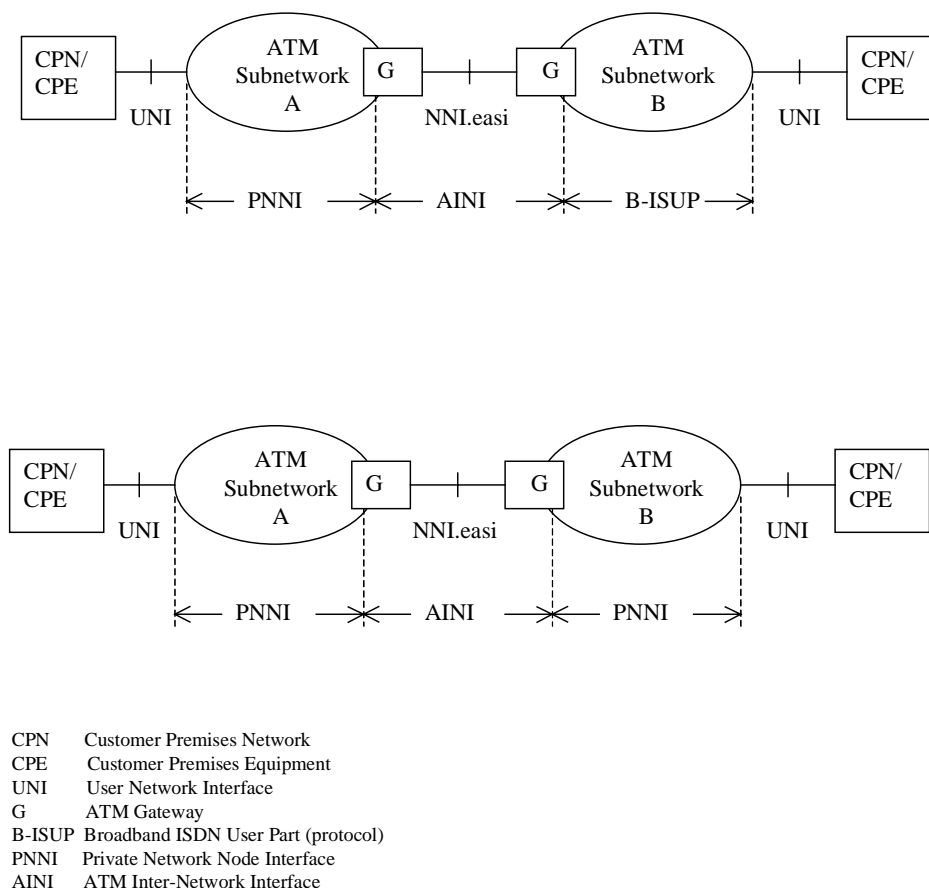 CPN/
CPE
UNI
ATM
Subnetwork
A
G
NNI.easi
G
ATM
Subnetwork
B
UNI
CPN/
CPE
PNNI
AINI
B-ISUP
CPN/
CPE
UNI
ATM
Subnetwork
A
G
NNI.easi
G
ATM
Subnetwork
B
UNI
CPN/
CPE
PNNI
AINI
PNNI
CPN Customer Premises Network
CPE Customer Premises Equipment
UNI User Network Interface
G ATM Gateway
B-ISUP Broadband ISDN User Part (protocol)
PNNI Private Network Node Interface
AINI ATM Inter-Network Interface